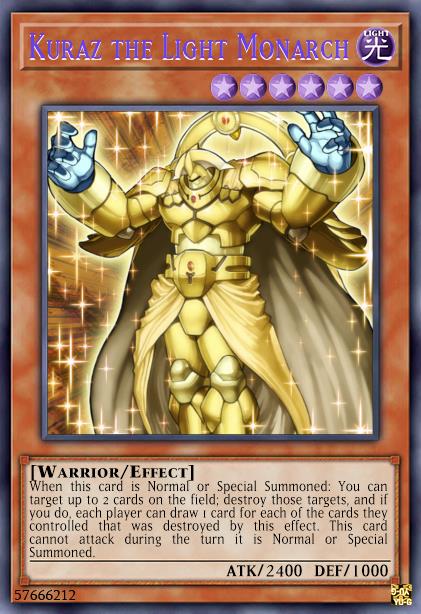 KURAZ THE LIGHT MONARCH
LIGHT
光
[WARRIOR/EFFECT]
When this card is Normal or Special Summoned: You can
target up to 2 cards on the field; destroy those targets, and if
you do, each player can draw 1 card for each of the cards they
controlled that was destroyed by this effect. This card
cannot attack during the turn it is Normal or Special
Summoned.
ATK/2400 DEF/1000
57666212